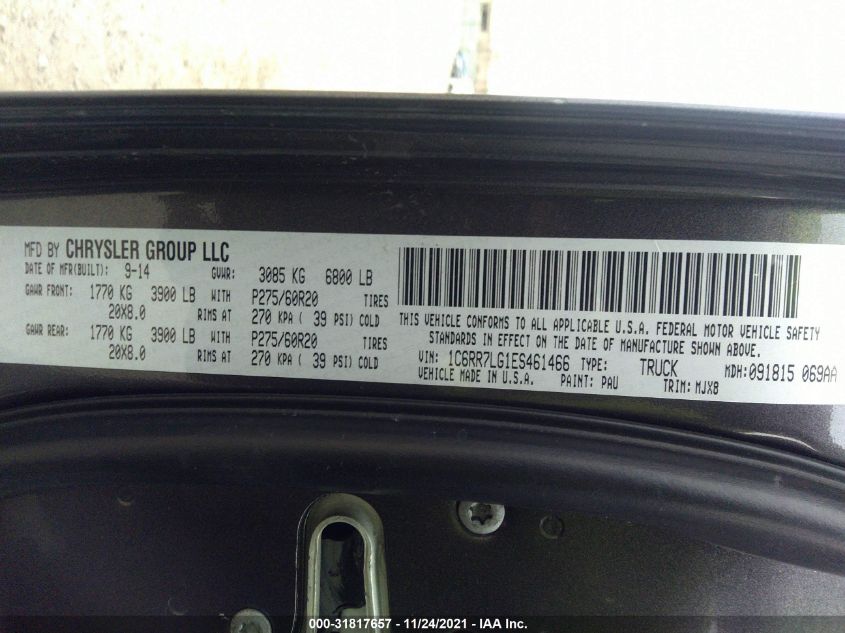 MFD BY CHRYSLER GROUP LLC
DATE OF MFR(BUILT): 9-14 GVWR: 3085 KG 6800 LB
GAWR FRONT: 1770 KG 3900 LB WITH P275/60R20 TIRES
20X8.0 RIMS AT 270 KPA ( 39 PSI) COLD
GAWR REAR: 1770 KG 3900 LB WITH P275/60R20 TIRES
20X8.0 RIMS AT 270 KPA ( 39 PSI) COLD
THIS VEHICLE CONFORMS TO ALL APPLICABLE U.S.A. FEDERAL MOTOR VEHICLE SAFETY
STANDARDS IN EFFECT ON THE DATE OF MANUFACTURE SHOWN ABOVE.
VIN: 1C6RR7LG1ES461466 TYPE: TRUCK MDH: 091815 069AA
VEHICLE MADE IN U.S.A. PAINT: PAU TRIM: MJX8
000-31817657 - 11/24/2021 - IAA Inc.